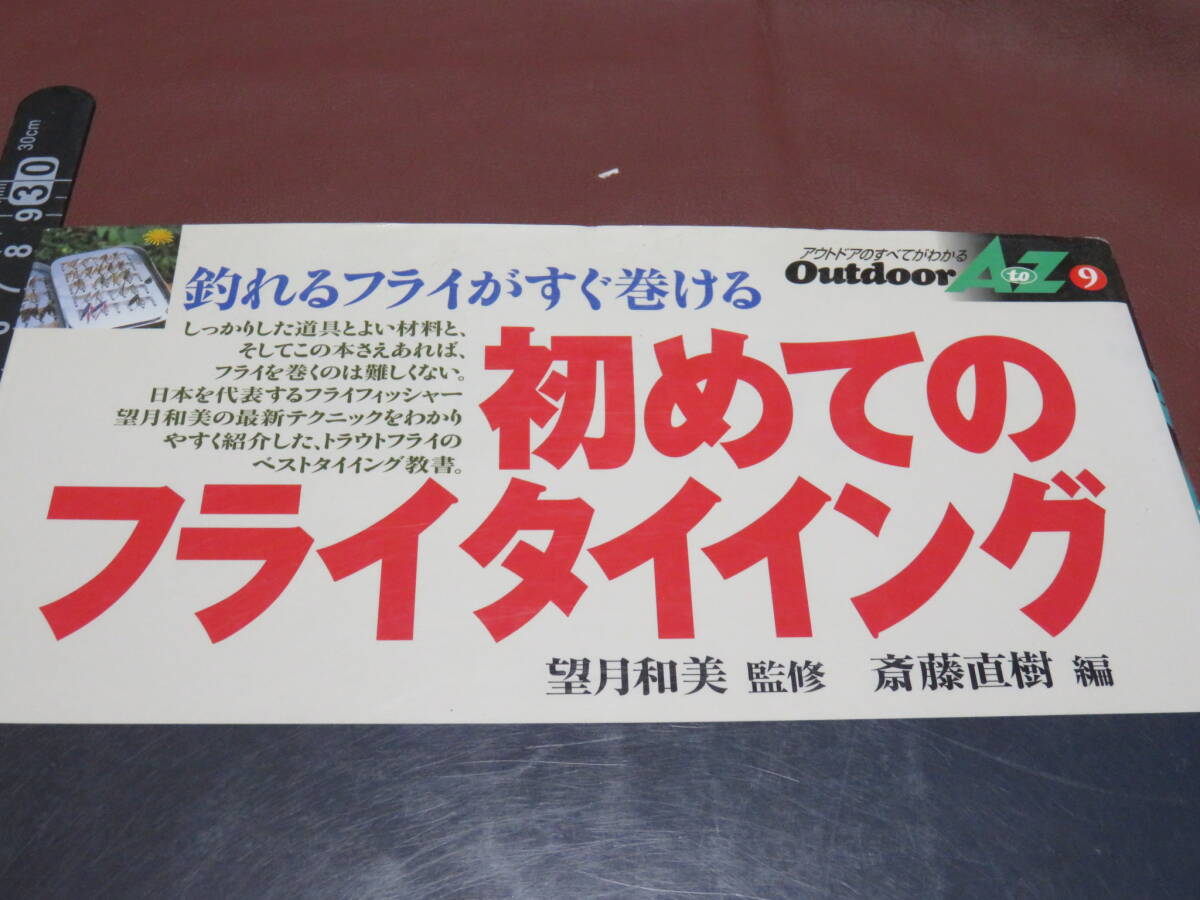 30cm
30
9
8
7
アウトドアのすべてがわかる
Outdoor A to Z 9
釣れるフライがすぐ巻ける
しっかりした道具とよい材料と、
そしてこの本さえあれば、
フライを巻くのは難しくない。
日本を代表するフライフィッシャー
望月和美の最新テクニックをわかり
やすく紹介した、トラウトフライの
ベストタイイング教書。
初めての
フライタイイング
望月和美 監修 斎藤直樹 編